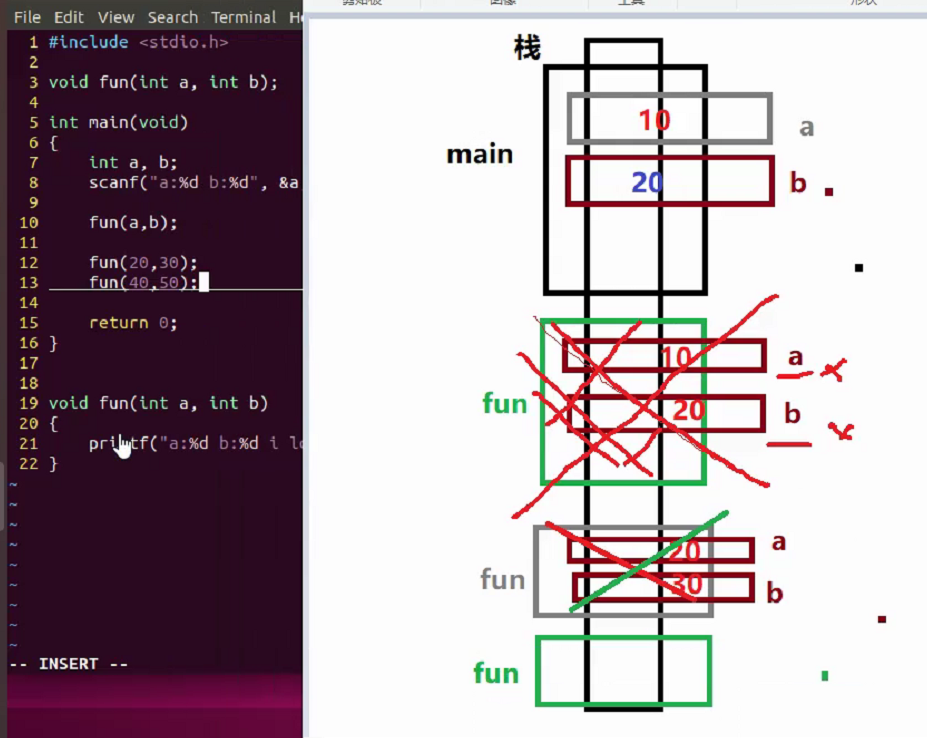 File Edit View Search Terminal
1 #include <stdio.h>
2
3 void fun(int a, int b);
4
5 int main(void)
6 {
7 int a, b;
8 scanf("a:%d b:%d", &a
9
10 fun(a,b);
11
12 fun(20,30);
13 fun(40,50);
14
15 return 0;
16 }
17
18
19 void fun(int a, int b)
20 {
21 printf("a:%d b:%d i
22 }
~
~
~
~
~
~
~
~
~
-- INSERT --
栈
main
10 a
20 b
fun
10 a
20 b
fun
20 a
30 b
fun